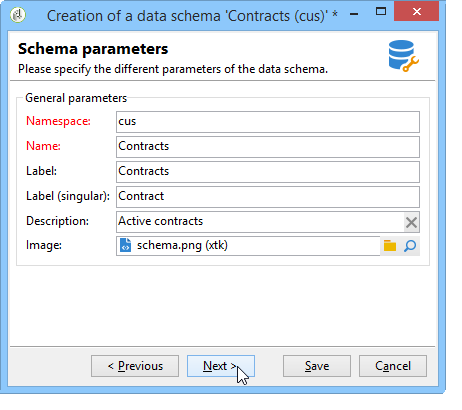 Creation of a data schema 'Contracts (cus)' *
Schema parameters
Please specify the different parameters of the data schema.
General parameters
Namespace: cus
Name: Contracts
Label: Contracts
Label (singular): Contract
Description: Active contracts
Image: schema.png (xtk)
< Previous Next > Save Cancel